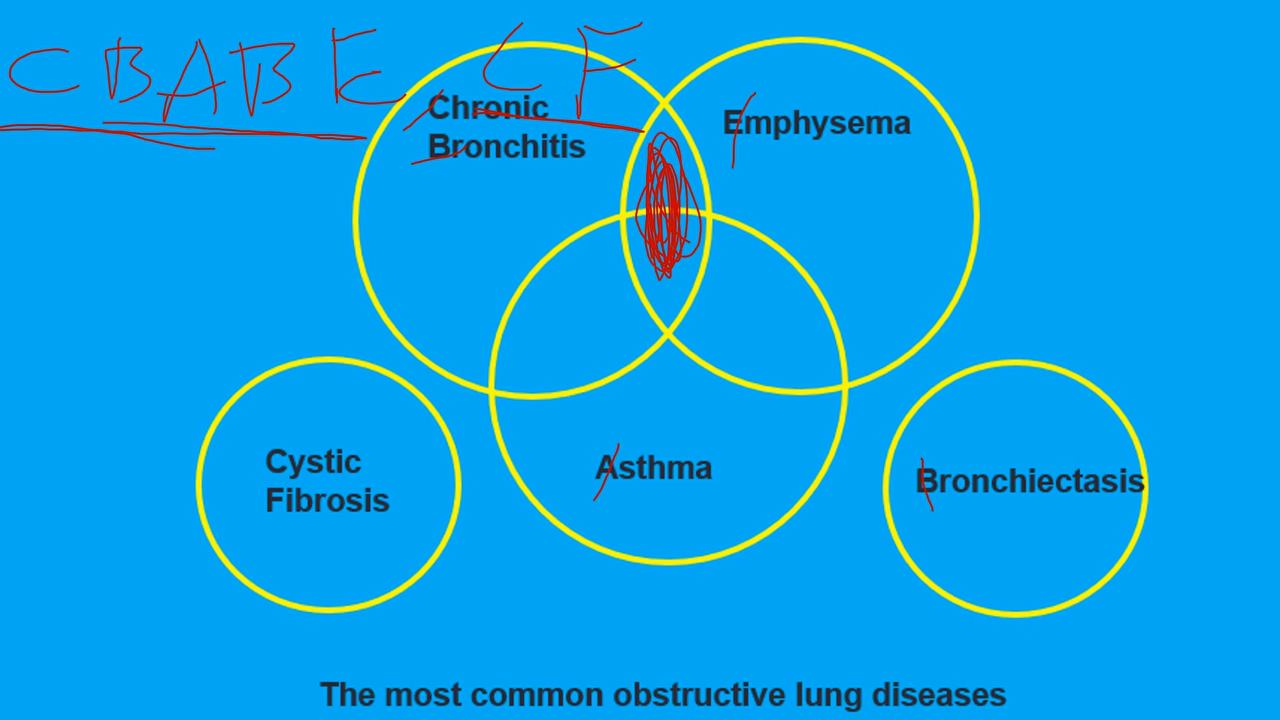 CBABE CF
Chronic
Bronchitis
Emphysema
Cystic
Fibrosis
Asthma
Bronchiectasis
The most common obstructive lung diseases